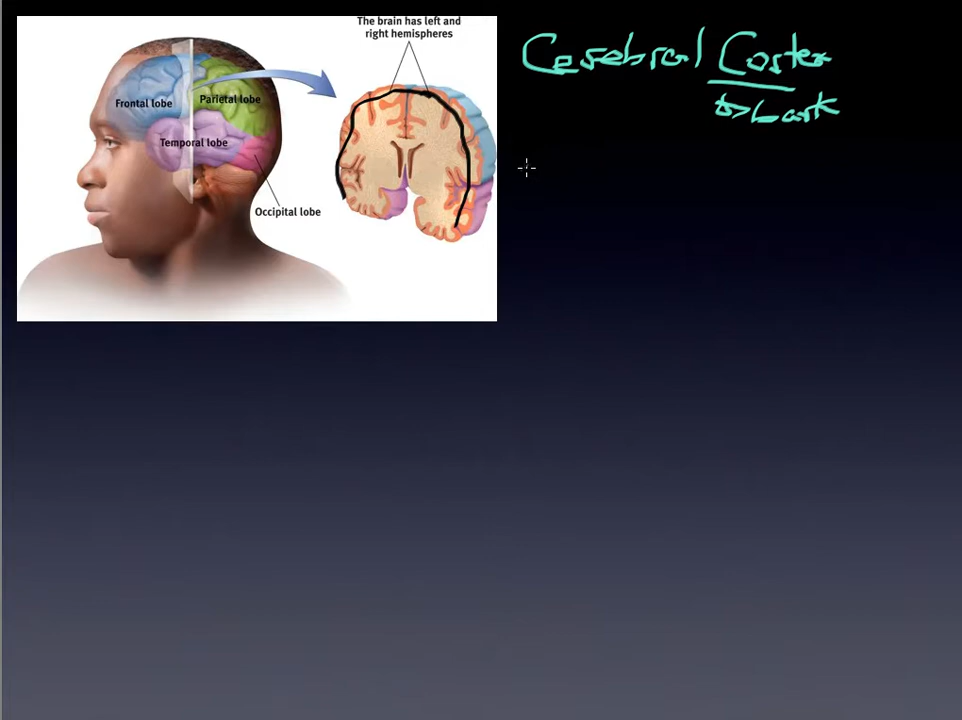 The brain has left and
right hemispheres
Frontal lobe
Parietal lobe
Temporal lobe
Occipital lobe
Cerebral Cortex
↳ bark